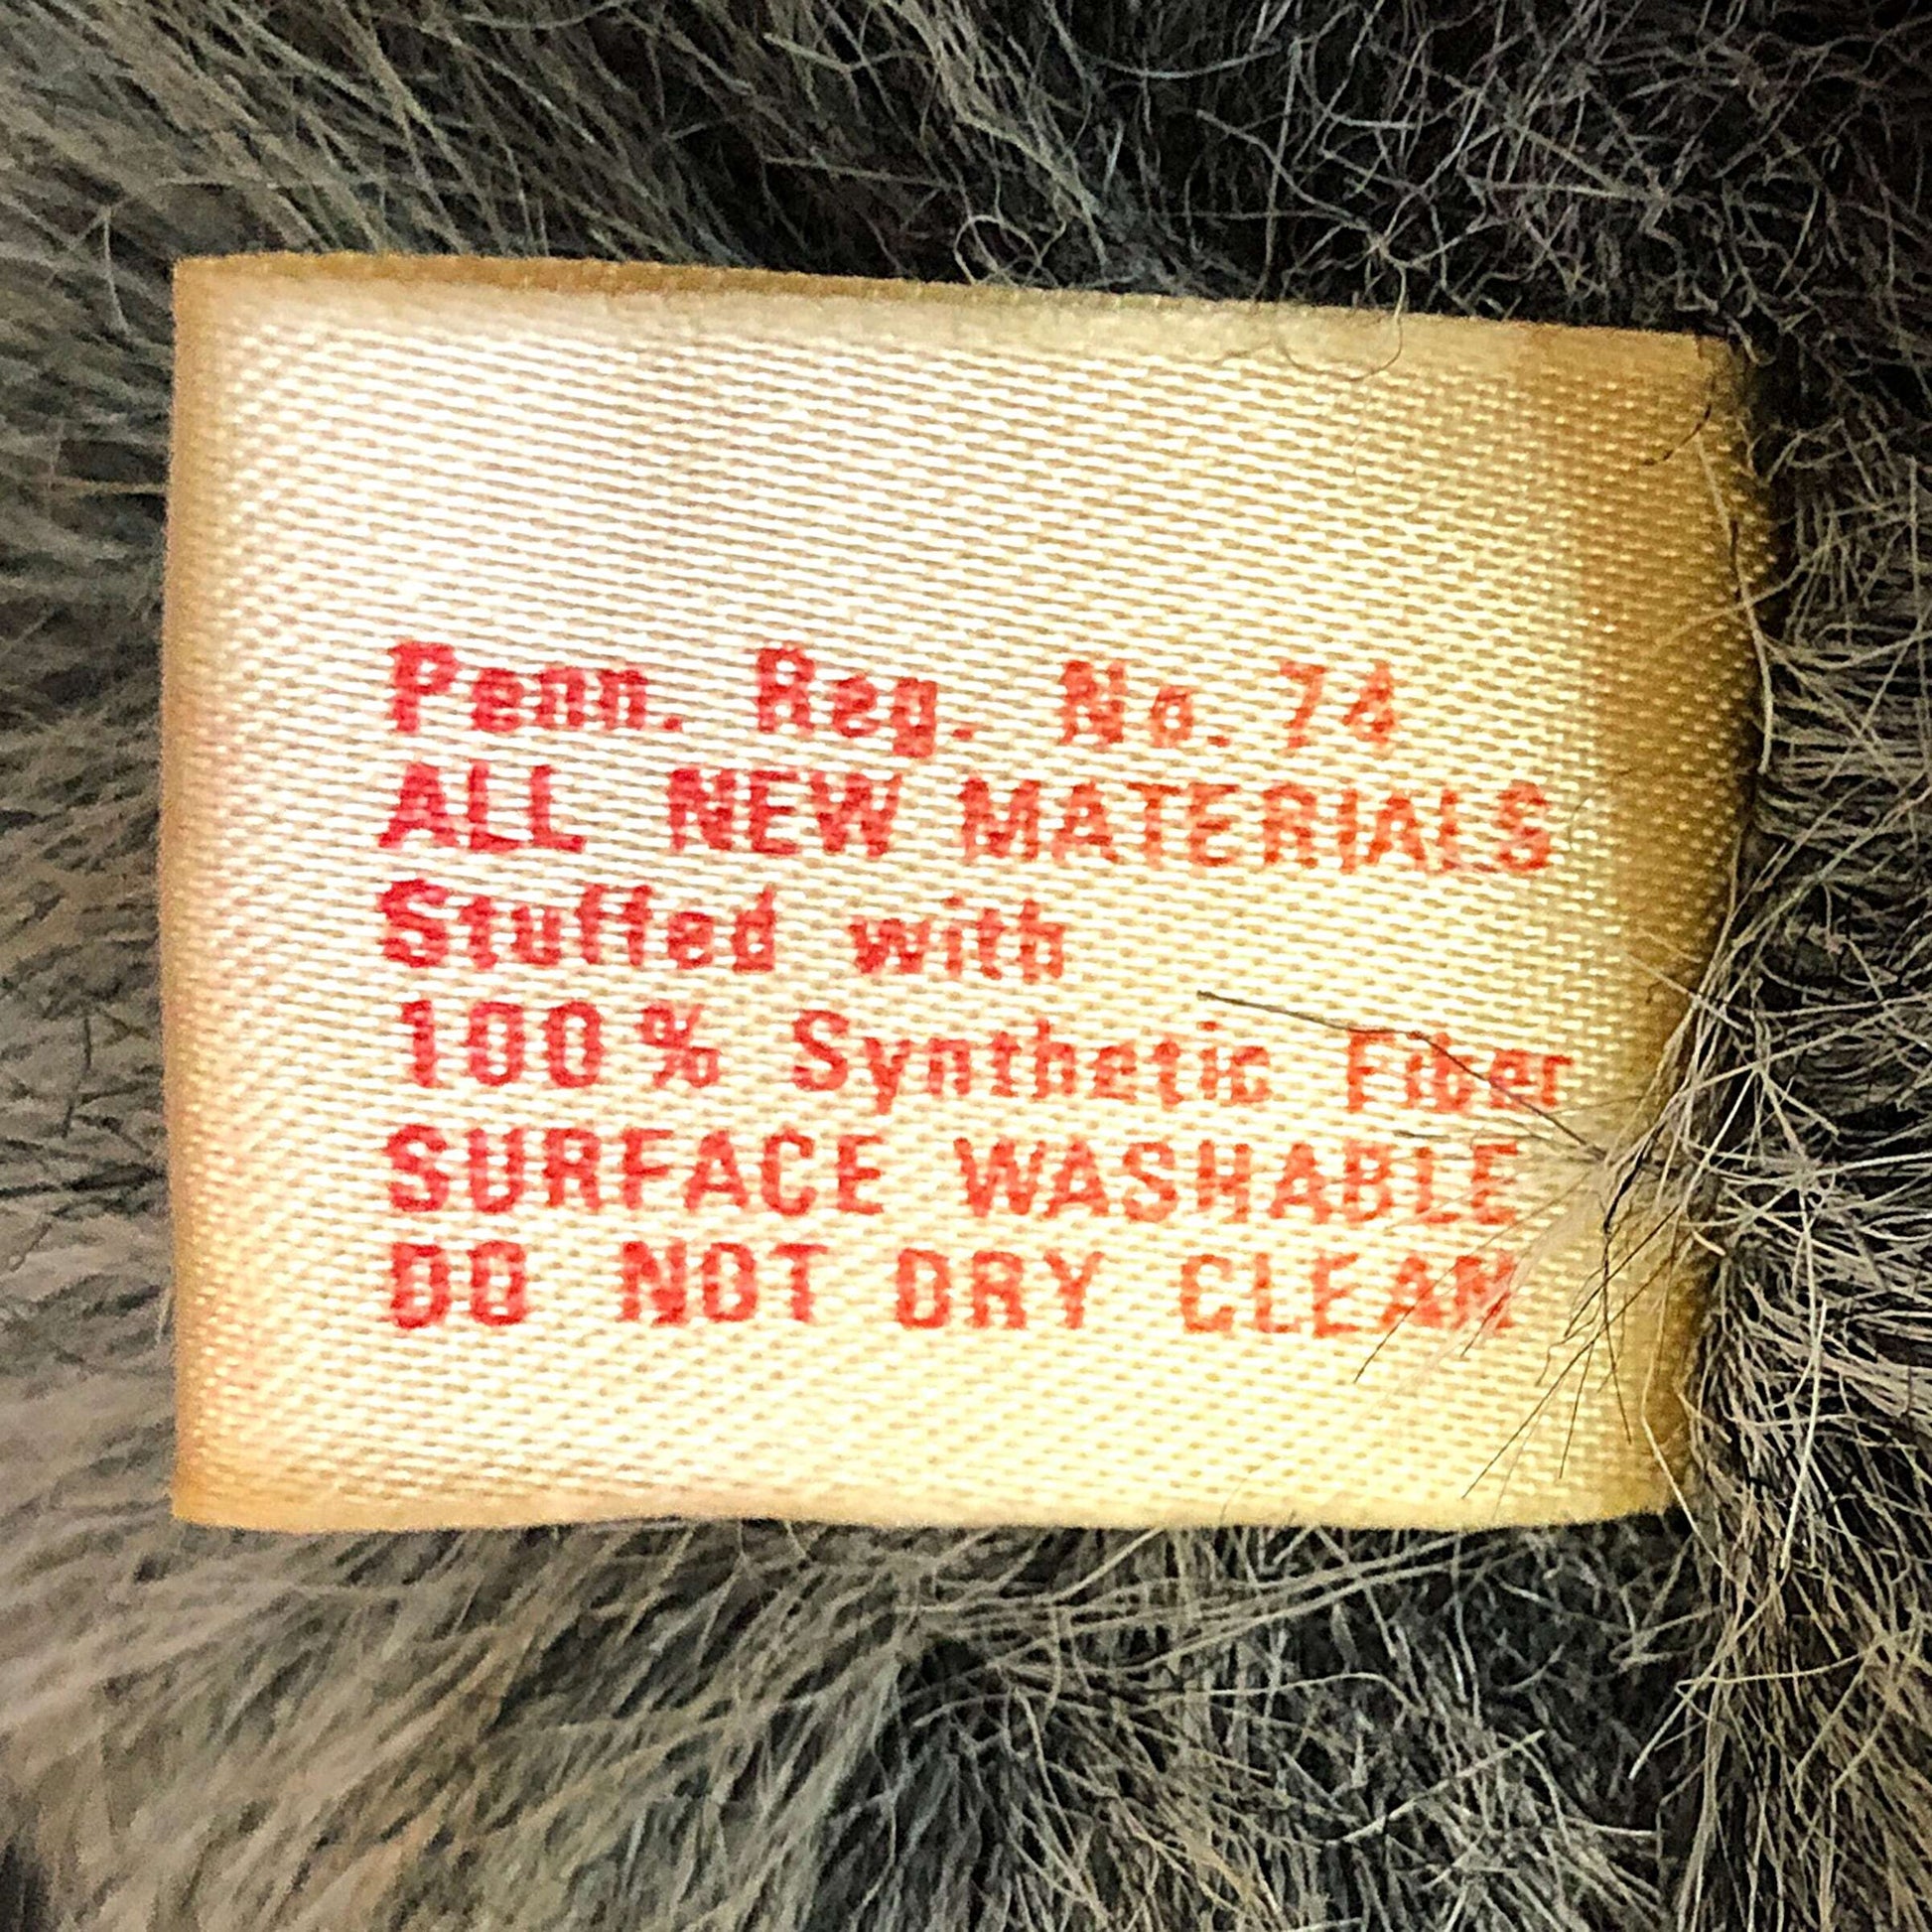 Penn. Reg. No. 74
ALL NEW MATERIALS
Stuffed with
100% Synthetic Fiber
SURFACE WASHABLE
DO NOT DRY CLEAN